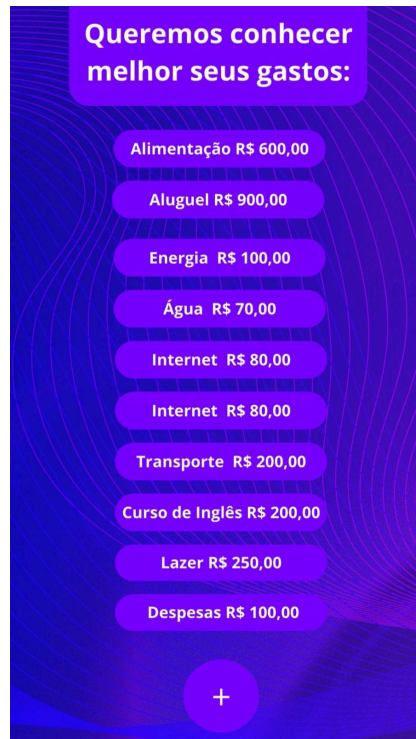 Queremos conhecer
melhor seus gastos:
Alimentação R$ 600,00
Aluguel R$ 900,00
Energia R$ 100,00
Água R$ 70,00
Internet R$ 80,00
Internet R$ 80,00
Transporte R$ 200,00
Curso de Inglês R$ 200,00
Lazer R$ 250,00
Despesas R$ 100,00
+